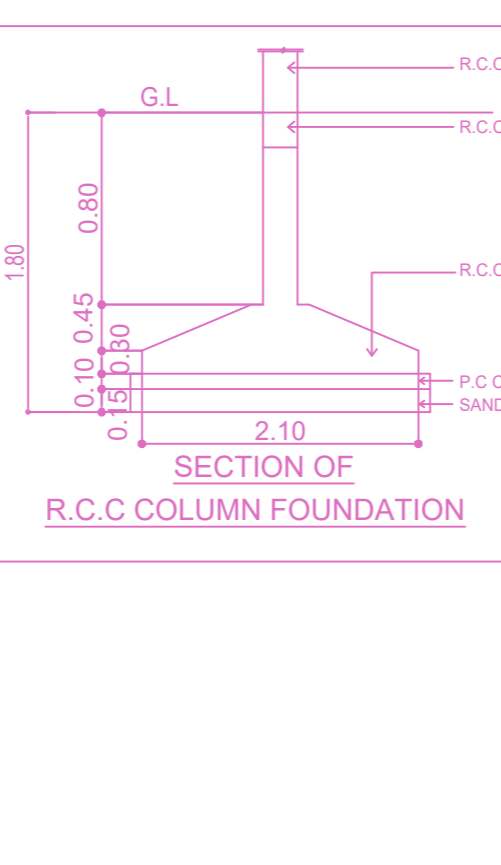 R.C.C
G.L
R.C.C
0.80
1.80
R.C.C
0.45
0.30
0.10
P.C C
0.15
SAND
2.10
SECTION OF
R.C.C COLUMN FOUNDATION